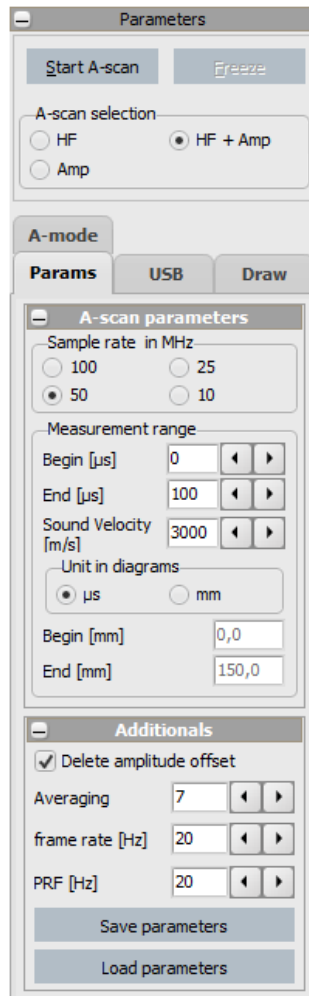 Parameters
Start A-scan Freeze
A-scan selection
HF HF + Amp
Amp
A-mode
Params USB Draw
A-scan parameters
Sample rate in MHz
100 25
50 10
Measurement range
Begin [µs] 0
End [µs] 100
Sound Velocity
[m/s] 3000
Unit in diagrams
µs mm
Begin [mm] 0,0
End [mm] 150,0
Additionals
Delete amplitude offset
Averaging 7
frame rate [Hz] 20
PRF [Hz] 20
Save parameters
Load parameters